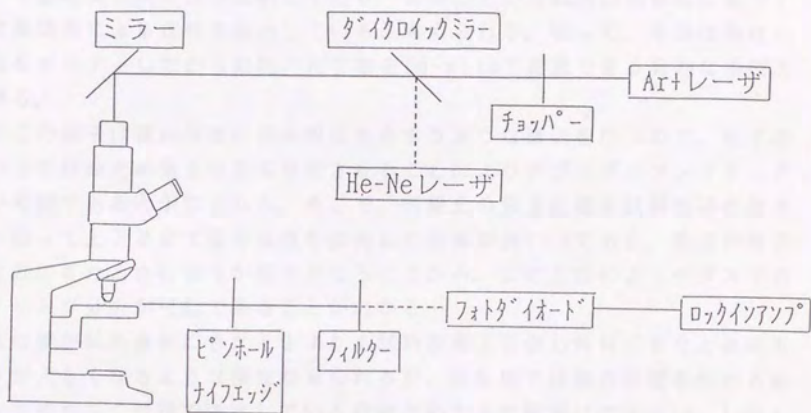 ミラー
ダイクロイックミラー
Ar+レーザ
チョッパー
He-Neレーザ
フォトダイオード
ロックインアンプ
ピンホール
ナイフエッジ
フィルター